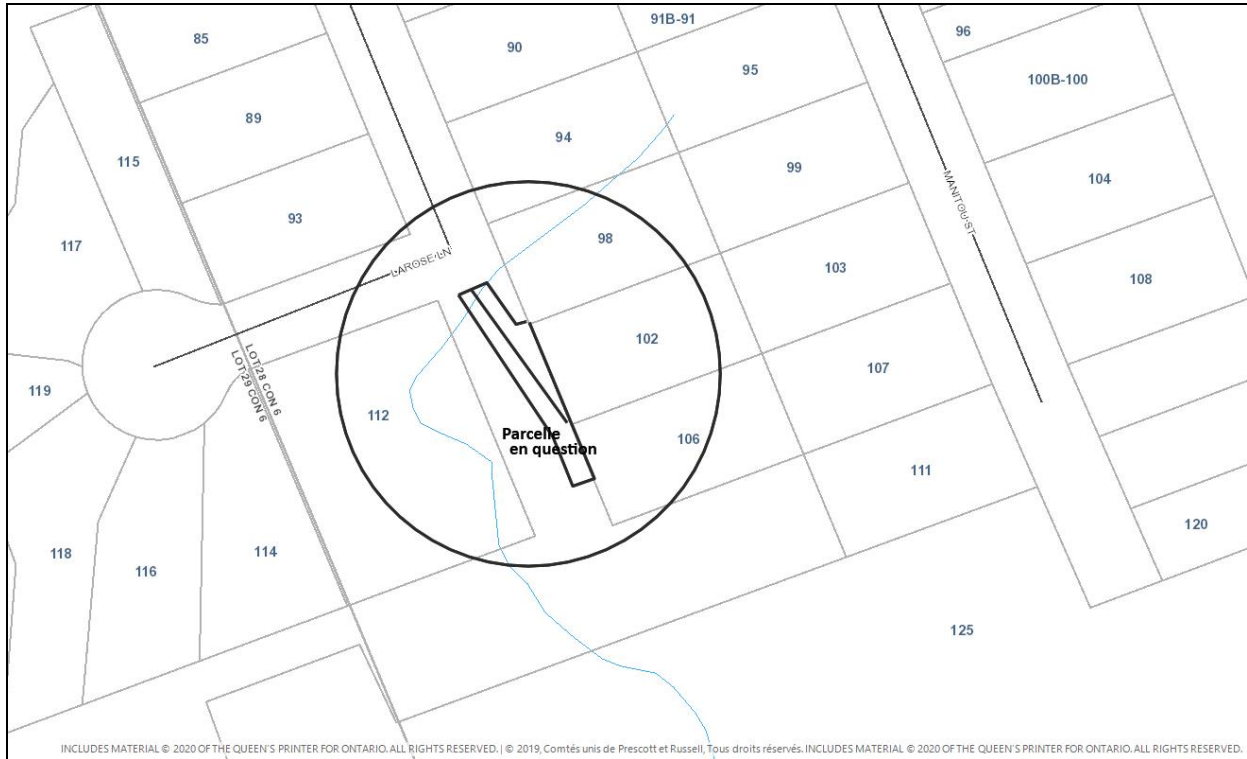 91B-91
96
85
90
95
100B-100
89
94
115
99
104
93
98
MANITOU ST
117
LAROSE LN
103
108
102
LOT 28 CON 6
LOT 29 CON 6
107
119
112
Parcelle
en question
106
111
120
118
114
116
125
INCLUDES MATERIAL © 2020 OF THE QUEEN'S PRINTER FOR ONTARIO. ALL RIGHTS RESERVED. | © 2019, Comtés unis de Prescott et Russell, Tous droits réservés. INCLUDES MATERIAL © 2020 OF THE QUEEN'S PRINTER FOR ONTARIO. ALL RIGHTS RESERVED.